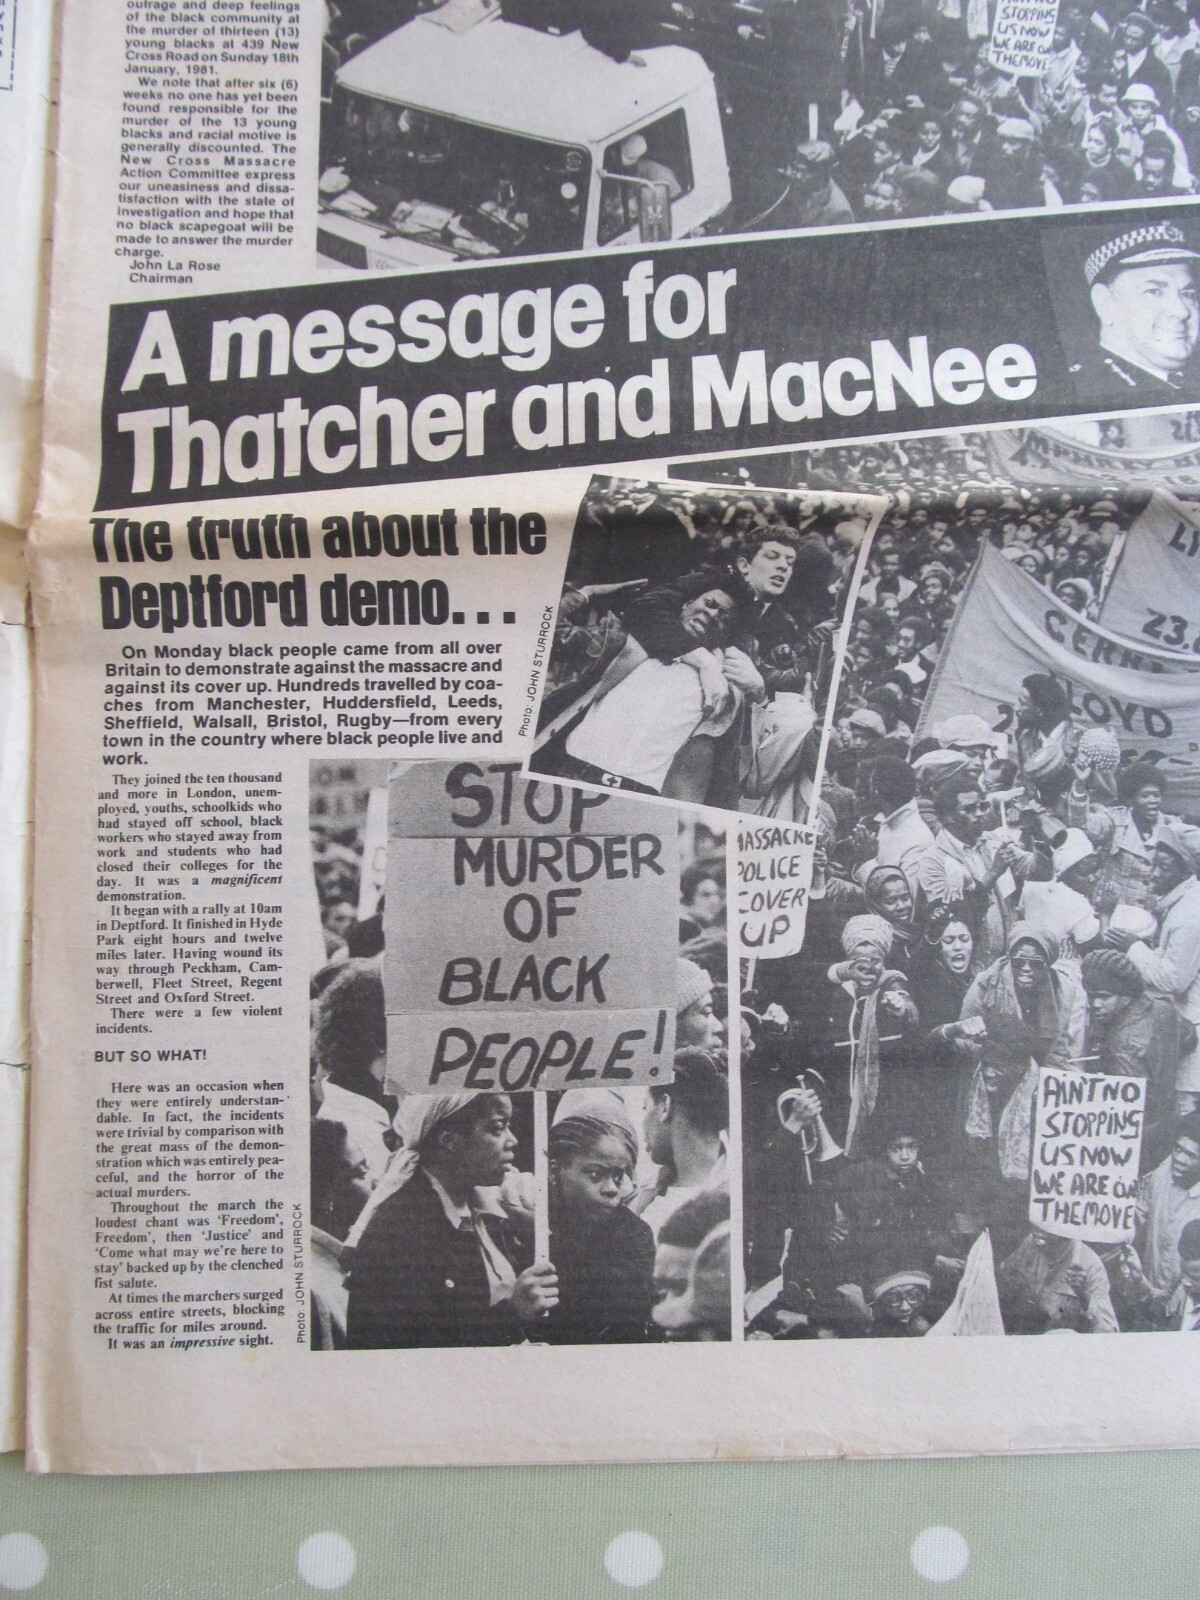 outrage and deep feelings
of the black community at
the murder of thirteen (13)
young blacks at 439 New
Cross Road on Sunday 18th
January, 1981.
We note that after six (6)
weeks no one has yet been
found responsible for the
murder of the 13 young
blacks and racial motive is
generally discounted. The
New Cross Massacre
Action Committee express
our uneasiness and dissa-
tisfaction with the state of
investigation and hope that
no black scapegoat will be
made to answer the murder
charge.
John La Rose
Chairman
STOPPING
US NOW
WE ARE ON
THE MOVE
A message for
Thatcher and MacNee
The truth about the
Deptford demo...
On Monday black people came from all over
Britain to demonstrate against the massacre and
against its cover up. Hundreds travelled by coa-
ches from Manchester, Huddersfield, Leeds,
Sheffield, Walsall, Bristol, Rugby—from every
town in the country where black people live and
work.
They joined the ten thousand
and more in London, unem-
ployed, youths, schoolkids who
had stayed off school, black
workers who stayed away from
work and students who had
closed their colleges for the
day. It was a magnificent
demonstration.
It began with a rally at 10am
in Deptford. It finished in Hyde
Park eight hours and twelve
miles later. Having wound its
way through Peckham, Cam-
berwell, Fleet Street, Regent
Street and Oxford Street.
There were a few violent
incidents.
BUT SO WHAT!
Here was an occasion when
they were entirely understan-
dable. In fact, the incidents
were trivial by comparison with
the great mass of the demon-
stration which was entirely pea-
ceful, and the horror of the
actual murders.
Throughout the march the
loudest chant was 'Freedom',
Freedom', then 'Justice' and
'Come what may we're here to
stay' backed up by the clenched
fist salute.
At times the marchers surged
across entire streets, blocking
the traffic for miles around.
It was an impressive sight.
Photo: JOHN STURROCK
Photo: JOHN STURROCK
STOP
MURDER
OF
BLACK
PEOPLE!
MASSACRE
POLICE
COVER
UP
LOYD
23.
AIN'T NO
STOPPING
US NOW
WE ARE ON
THE MOVE